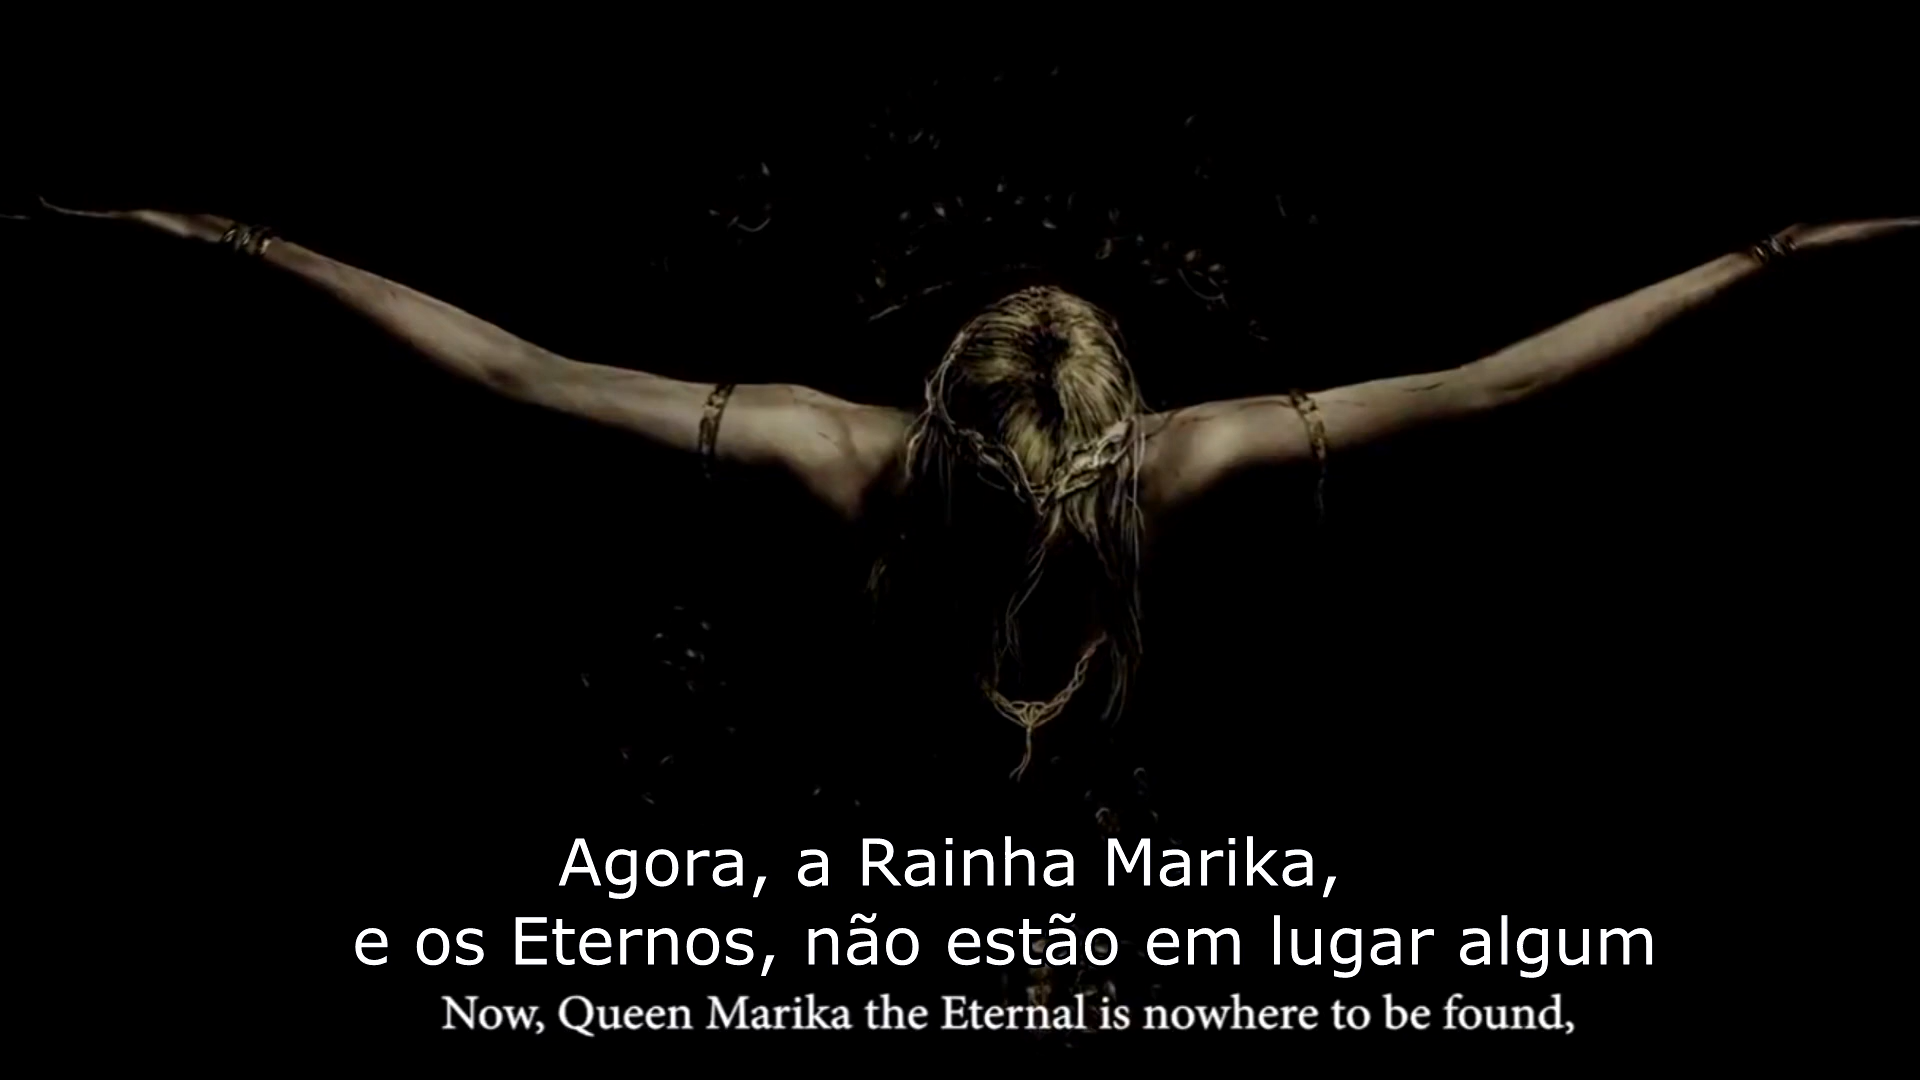 Agora, a Rainha Marika,
e os Eternos, não estão em lugar algum
Now, Queen Marika the Eternal is nowhere to be found,